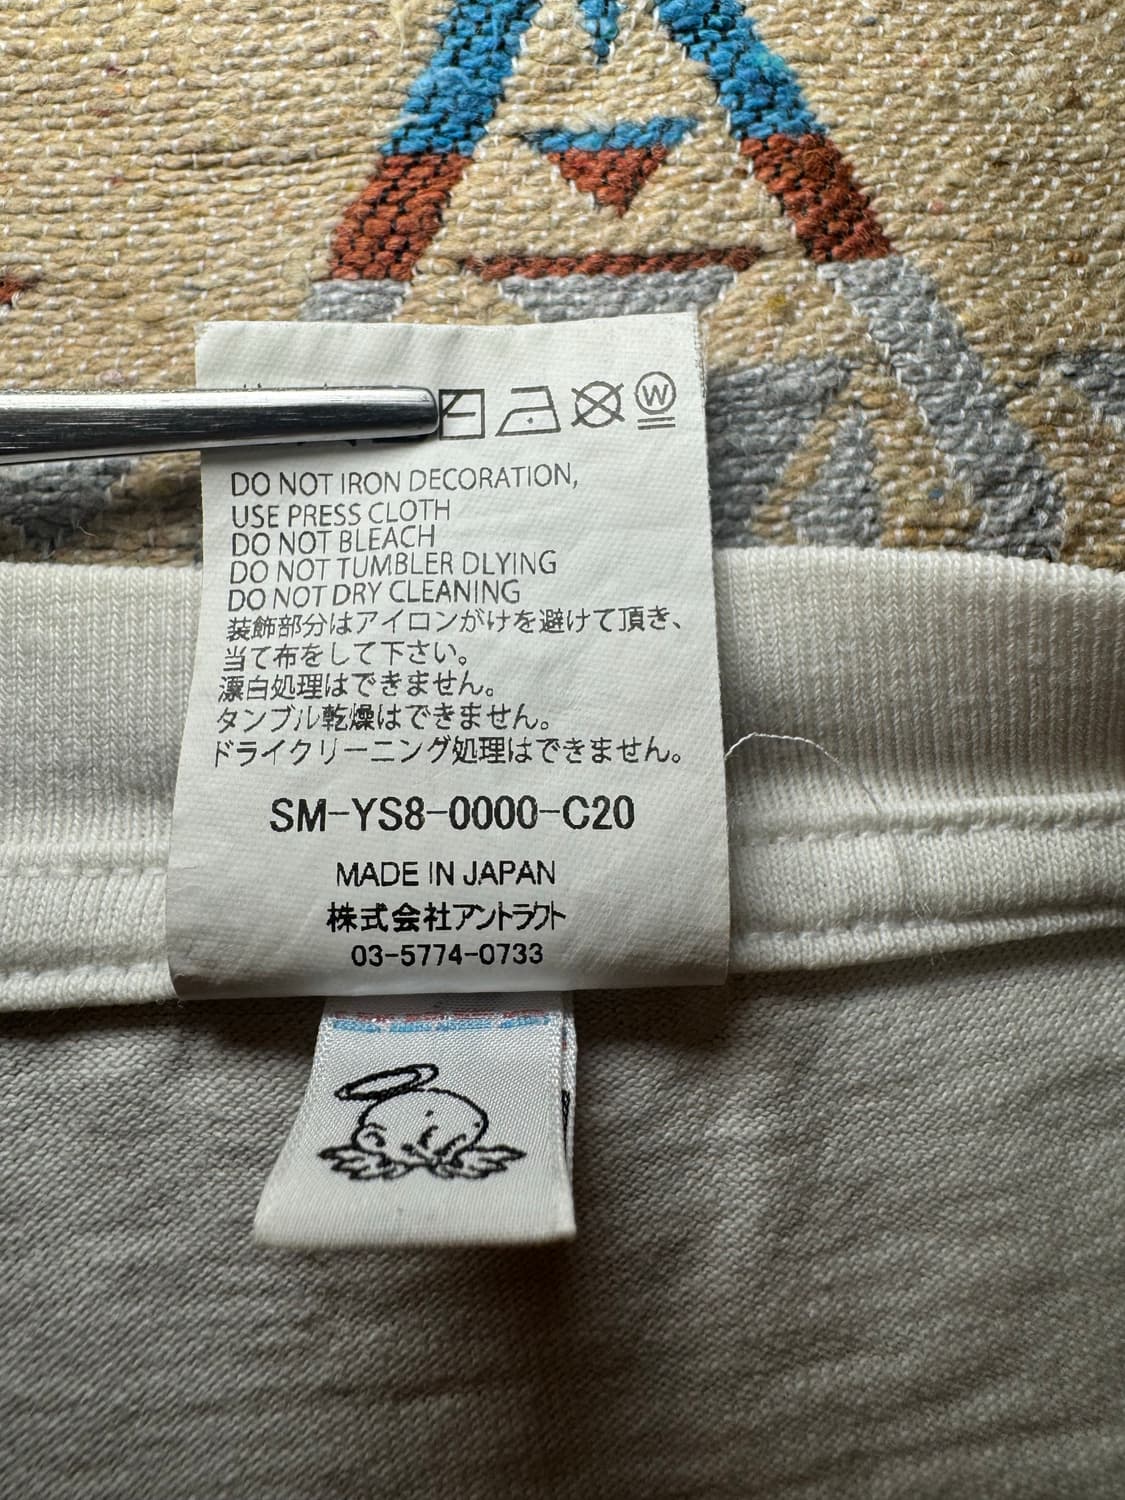 W
DO NOT IRON DECORATION,
USE PRESS CLOTH
DO NOT BLEACH
DO NOT TUMBLER DLYING
DO NOT DRY CLEANING
装飾部分はアイロンがけを避けて頂き、
当て布をして下さい。
漂白処理はできません。
タンブル乾燥はできません。
ドライクリーニング処理はできません。
SM-YS8-0000-C20
MADE IN JAPAN
株式会社アントラクト
03-5774-0733